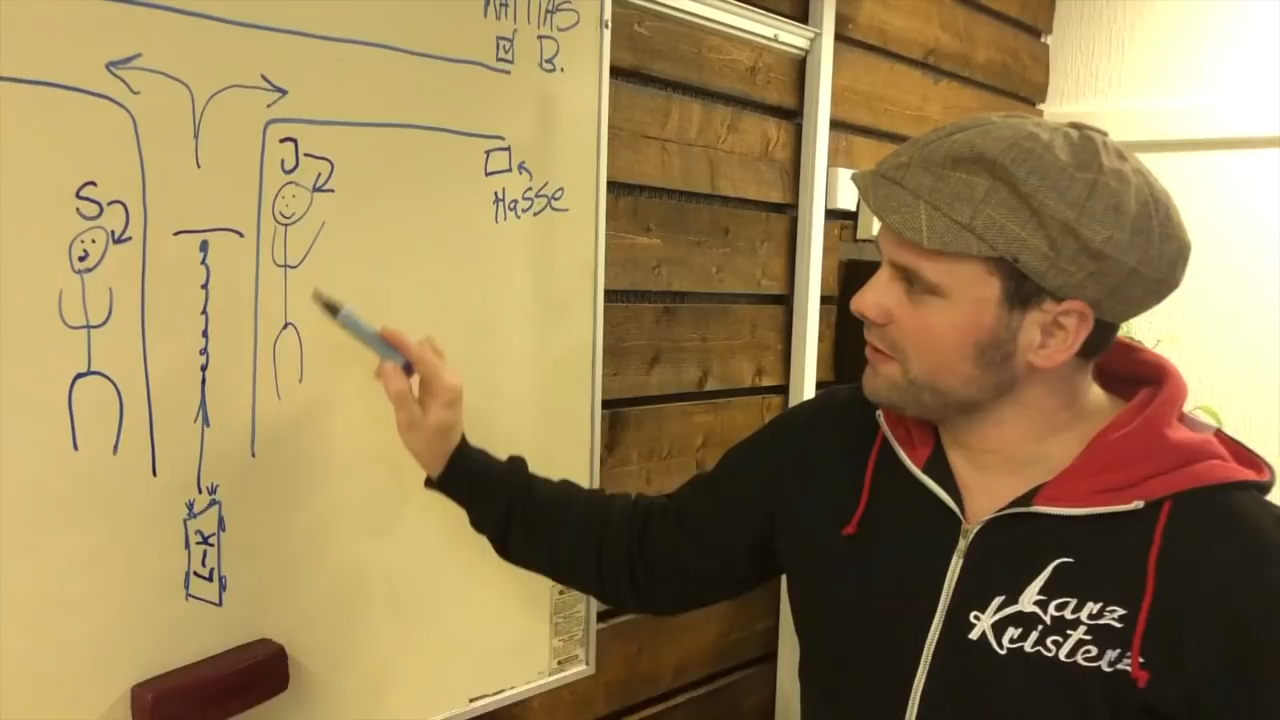 MATTIAS
B.
J
Hasse
S
L-K
Larz
Kristerz